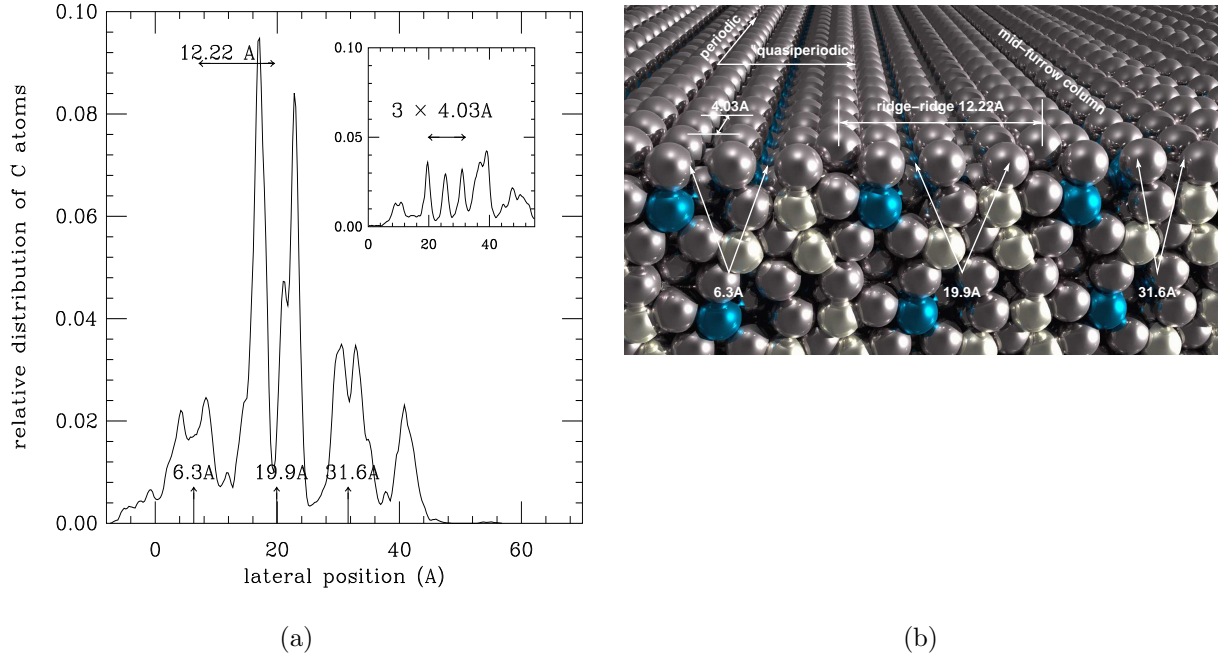 relative distribution of C atoms
0.10
0.08
0.06
0.04
0.02
0.00
12.22 A
6.3A
19.9A
31.6A
0
20
40
60
lateral position (A)
0.10
0.05
0.00
3 × 4.03A
0
20
40
(a)
periodic
quasiperiodic
mid-furrow column
4.03A
ridge-ridge 12.22A
6.3A
19.9A
31.6A
(b)